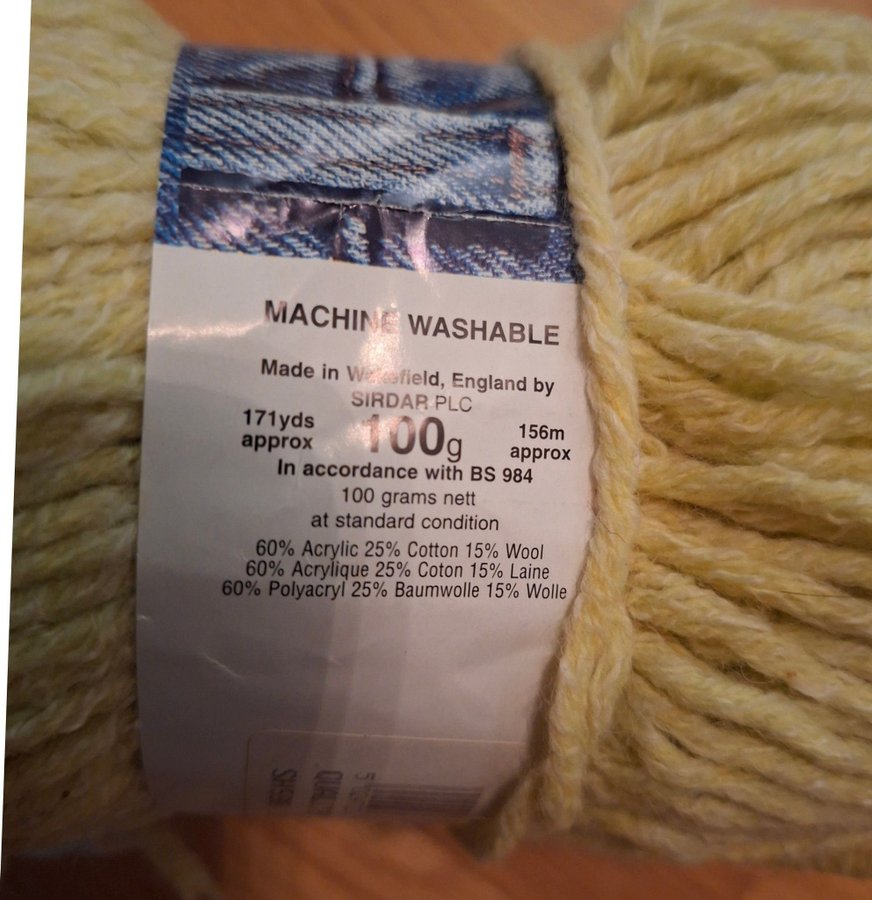 MACHINE WASHABLE
Made in Wakefield, England by
SIRDAR PLC
171yds approx 100g 156m approx
In accordance with BS 984
100 grams nett
at standard condition
60% Acrylic 25% Cotton 15% Wool
60% Acrylique 25% Coton 15% Laine
60% Polyacryl 25% Baumwolle 15% Wolle